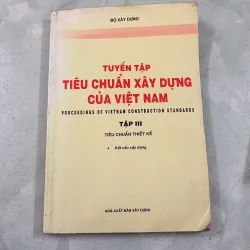 BỘ XÂY DỰNG
TUYỂN TẬP
TIÊU CHUẨN XÂY DỰNG
CỦA VIỆT NAM
PROCEEDINGS OF VIETNAM CONSTRUCTION STANDARDS
TẬP III
TIÊU CHUẨN THIẾT KẾ
• Kết cấu xây dựng
NHÀ XUẤT BẢN XÂY DỰNG